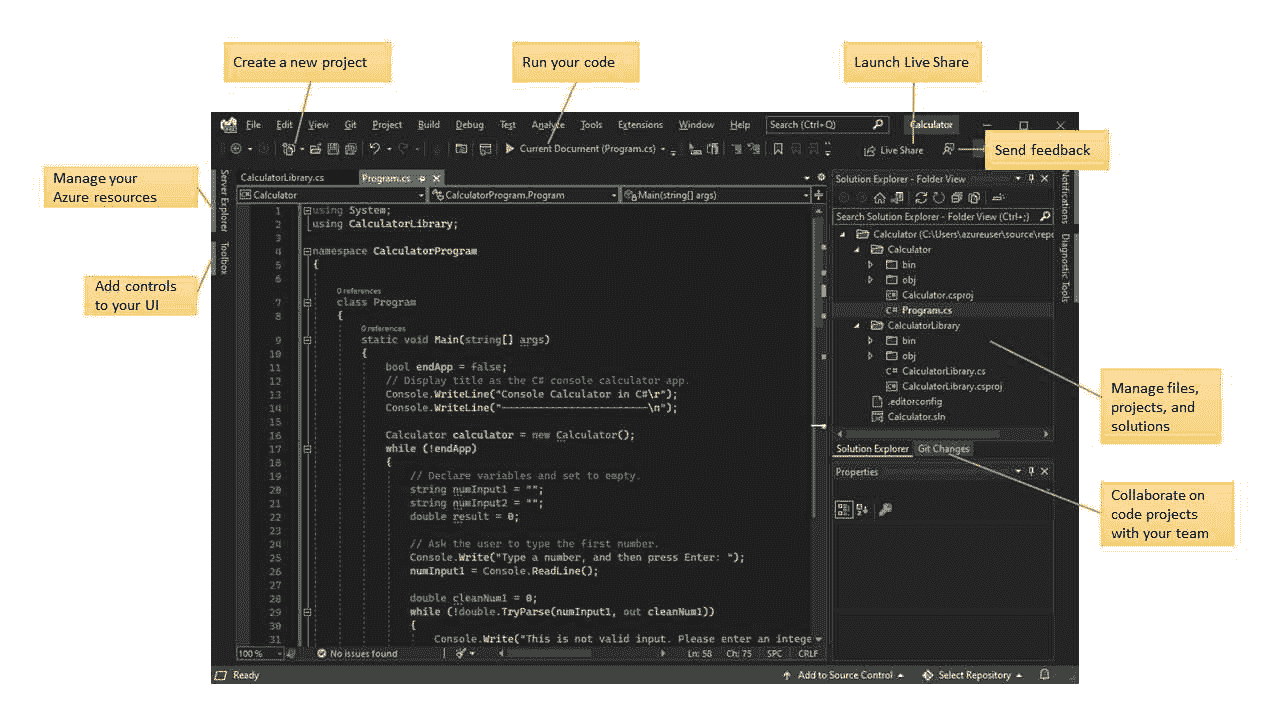 Create a new project
Run your code
Launch Live Share
File Edit View Git Project Build Debug Test Analyze Tools Extensions Window Help Search (Ctrl+Q) Calculator
Current Document (Program.cs) Live Share
Send feedback
Manage your
Azure resources
Add controls
to your UI
Server Explorer
Toolbox
CalculatorLibrary.cs Program.cs
Calculator CalculatorProgram.Program Main(string[] args)
1 using System;
2 using CalculatorLibrary;
3
4 namespace CalculatorProgram
5 {
6
0 references
7 class Program
8 {
0 references
9 static void Main(string[] args)
10 {
11 bool endApp = false;
12 // Display title as the C# console calculator app.
13 Console.WriteLine("Console Calculator in C#\r");
14 Console.WriteLine("------------------------\n");
15
16 Calculator calculator = new Calculator();
17 while (!endApp)
18 {
19 // Declare variables and set to empty.
20 string numInput1 = "";
21 string numInput2 = "";
22 double result = 0;
23
24 // Ask the user to type the first number.
25 Console.Write("Type a number, and then press Enter: ");
26 numInput1 = Console.ReadLine();
27
28 double cleanNum1 = 0;
29 while (!double.TryParse(numInput1, out cleanNum1))
30 {
31 Console.Write("This is not valid input. Please enter an intege
100 % No issues found Ln: 58 Ch: 75 SPC CRLF
Solution Explorer - Folder View
Search Solution Explorer - Folder View (Ctrl+;)
Calculator (C:\Users\azureuser\source\repo
Calculator
bin
obj
Calculator.csproj
C# Program.cs
CalculatorLibrary
bin
obj
C# CalculatorLibrary.cs
CalculatorLibrary.csproj
.editorconfig
Calculator.sln
Solution Explorer Git Changes
Properties
Notifications
Diagnostic Tools
Manage files,
projects, and
solutions
Collaborate on
code projects
with your team
Ready Add to Source Control Select Repository